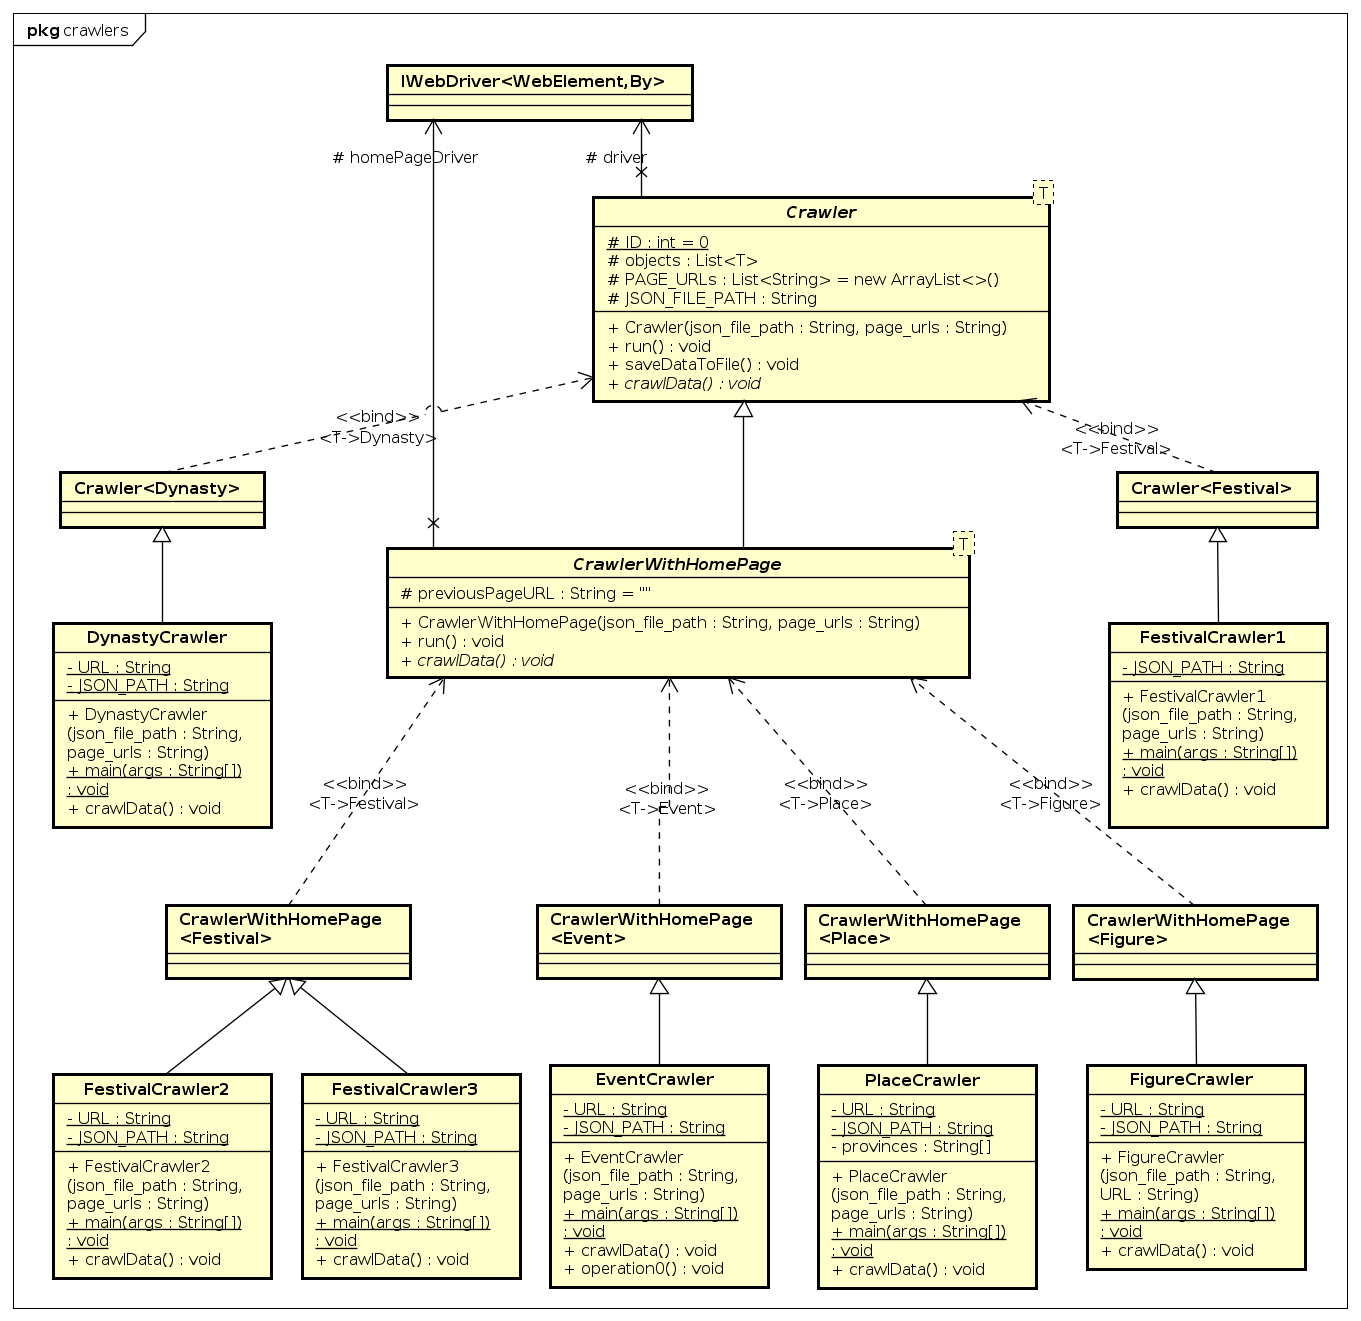 pkg crawlers
IWebDriver<WebElement,By>
# homePageDriver
# driver
T
Crawler
# ID : int = 0
# objects : List<T>
# PAGE_URLs : List<String> = new ArrayList<>()
# JSON_FILE_PATH : String
+ Crawler(json_file_path : String, page_urls : String)
+ run() : void
+ saveDataToFile() : void
+ crawlData() : void
<<bind>>
<T->Dynasty>
<<bind>>
<T->Festival>
Crawler<Dynasty>
Crawler<Festival>
T
CrawlerWithHomePage
# previousPageURL : String = ""
+ CrawlerWithHomePage(json_file_path : String, page_urls : String)
+ run() : void
+ crawlData() : void
DynastyCrawler
- URL : String
- JSON_PATH : String
+ DynastyCrawler
(json_file_path : String,
page_urls : String)
+ main(args : String[])
: void
+ crawlData() : void
FestivalCrawler1
- JSON_PATH : String
+ FestivalCrawler1
(json_file_path : String,
page_urls : String)
+ main(args : String[])
: void
+ crawlData() : void
<<bind>>
<T->Festival>
<<bind>>
<T->Event>
<<bind>>
<T->Place>
<<bind>>
<T->Figure>
CrawlerWithHomePage
<Festival>
CrawlerWithHomePage
<Event>
CrawlerWithHomePage
<Place>
CrawlerWithHomePage
<Figure>
FestivalCrawler2
- URL : String
- JSON_PATH : String
+ FestivalCrawler2
(json_file_path : String,
page_urls : String)
+ main(args : String[])
: void
+ crawlData() : void
FestivalCrawler3
- URL : String
- JSON_PATH : String
+ FestivalCrawler3
(json_file_path : String,
page_urls : String)
+ main(args : String[])
: void
+ crawlData() : void
EventCrawler
- URL : String
- JSON_PATH : String
+ EventCrawler
(json_file_path : String,
page_urls : String)
+ main(args : String[])
: void
+ crawlData() : void
+ operation0() : void
PlaceCrawler
- URL : String
- JSON_PATH : String
- provinces : String[]
+ PlaceCrawler
(json_file_path : String,
page_urls : String)
+ main(args : String[])
: void
+ crawlData() : void
FigureCrawler
- URL : String
- JSON_PATH : String
+ FigureCrawler
(json_file_path : String,
URL : String)
+ main(args : String[])
: void
+ crawlData() : void